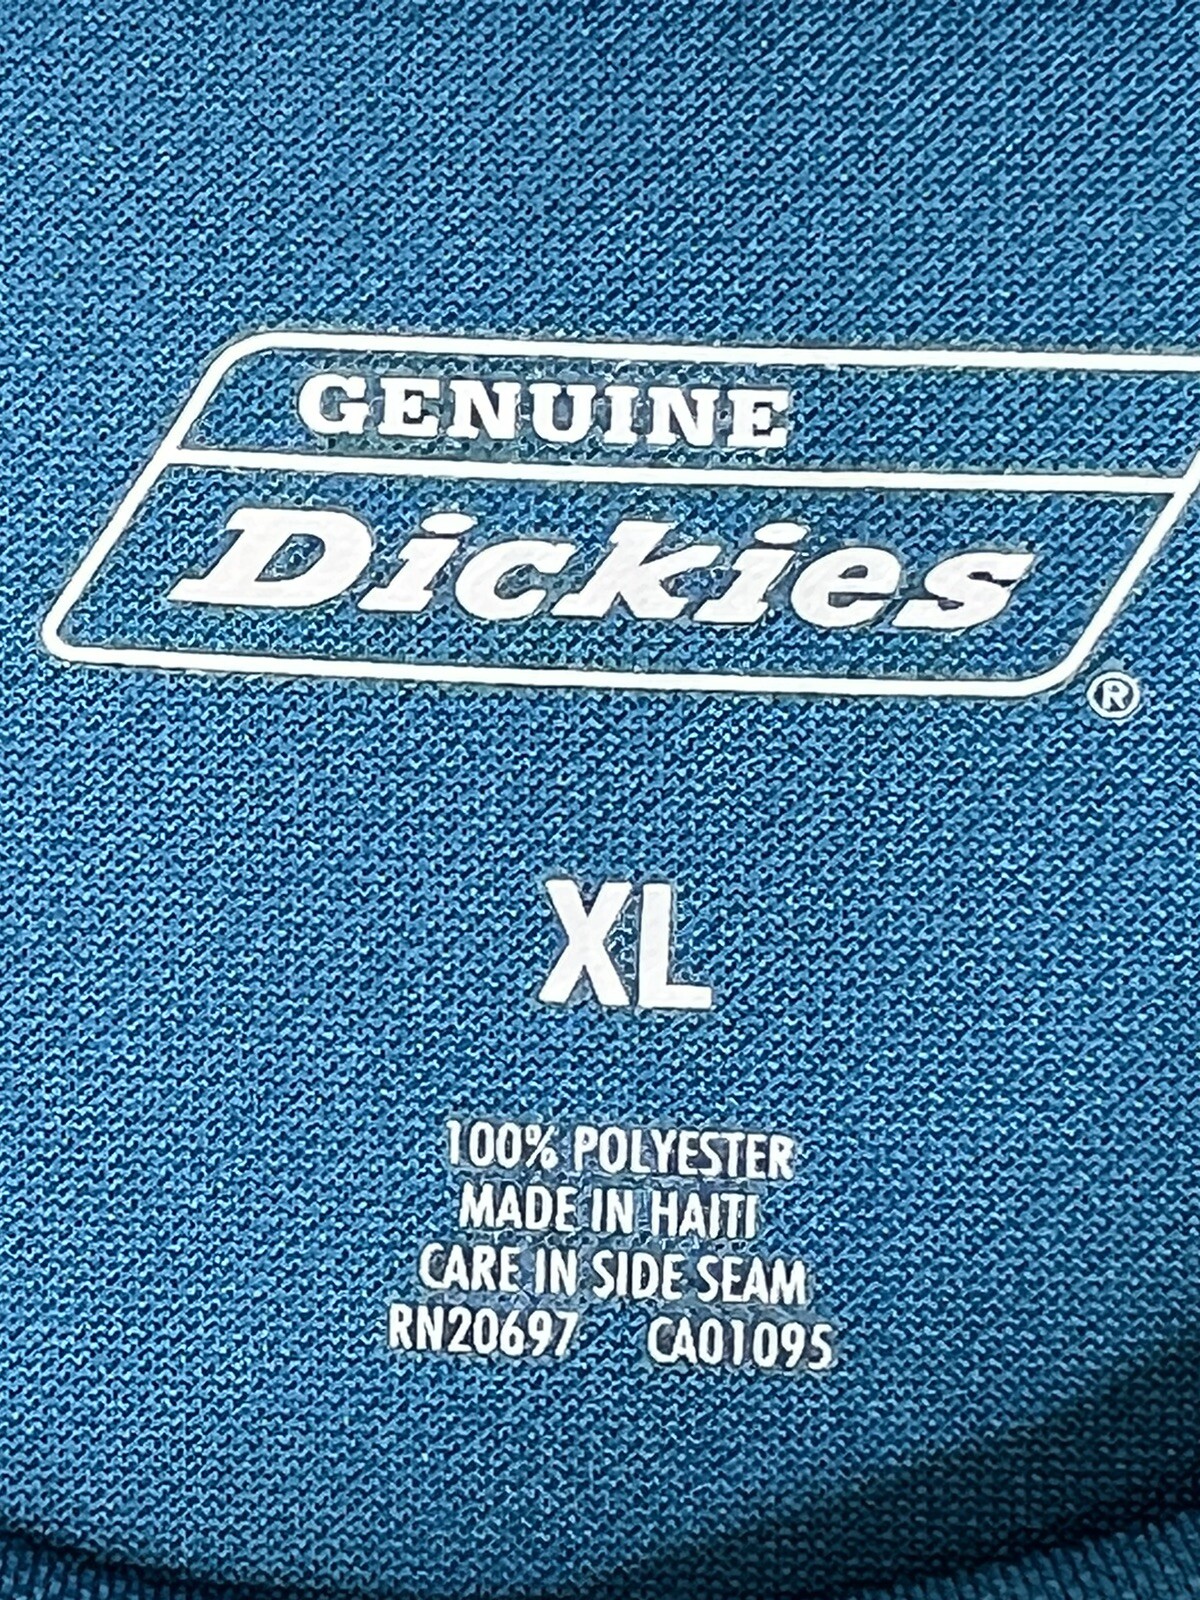 GENUINE
Dickies
®
XL
100% POLYESTER
MADE IN HAITI
CARE IN SIDE SEAM
RN20697 CA01095